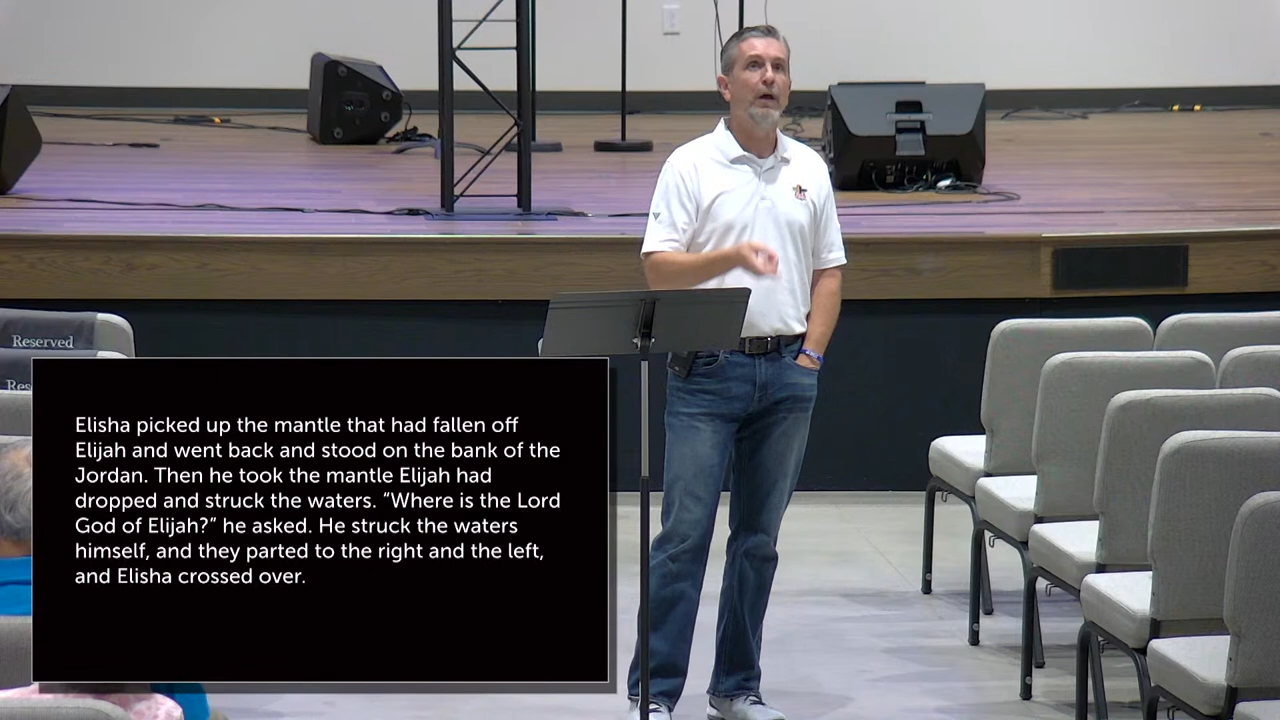 Reserved
Res
Elisha picked up the mantle that had fallen off
Elijah and went back and stood on the bank of the
Jordan. Then he took the mantle Elijah had
dropped and struck the waters. “Where is the Lord
God of Elijah?” he asked. He struck the waters
himself, and they parted to the right and the left,
and Elisha crossed over.